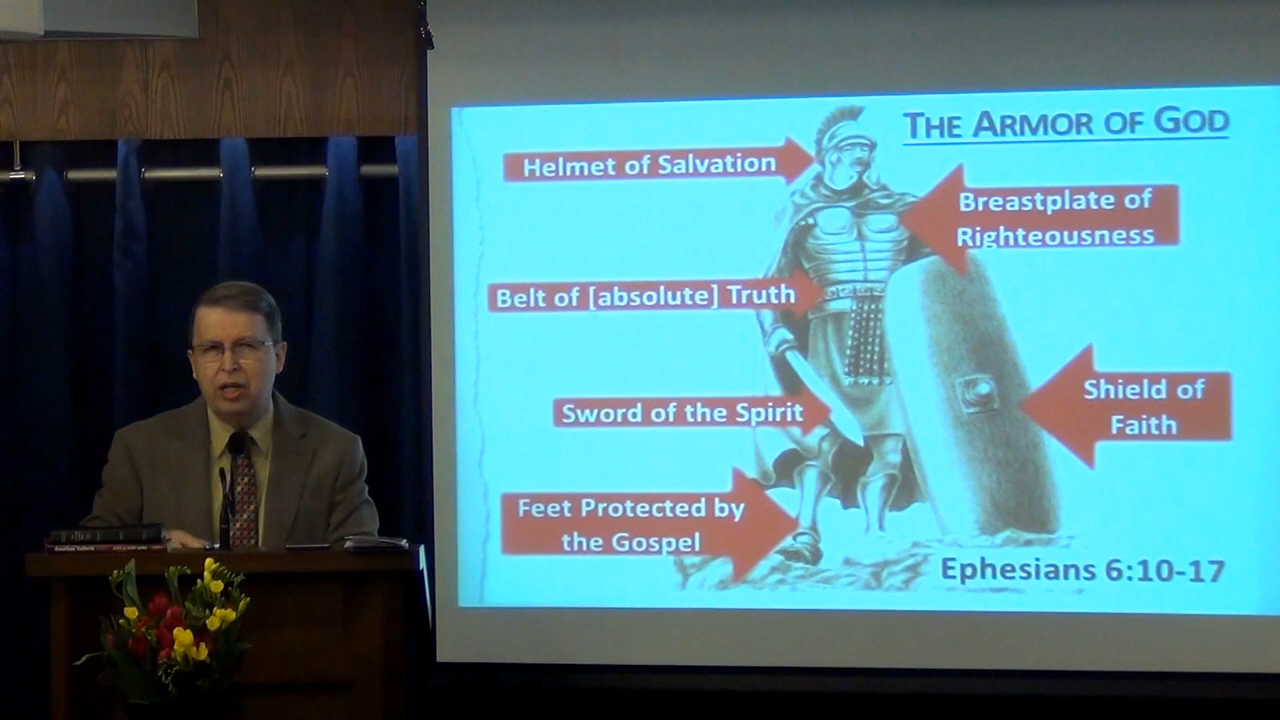 THE ARMOR OF GOD
Helmet of Salvation
Breastplate of
Righteousness
Belt of [absolute] Truth
Sword of the Spirit
Shield of
Faith
Feet Protected by
the Gospel
Ephesians 6:10-17